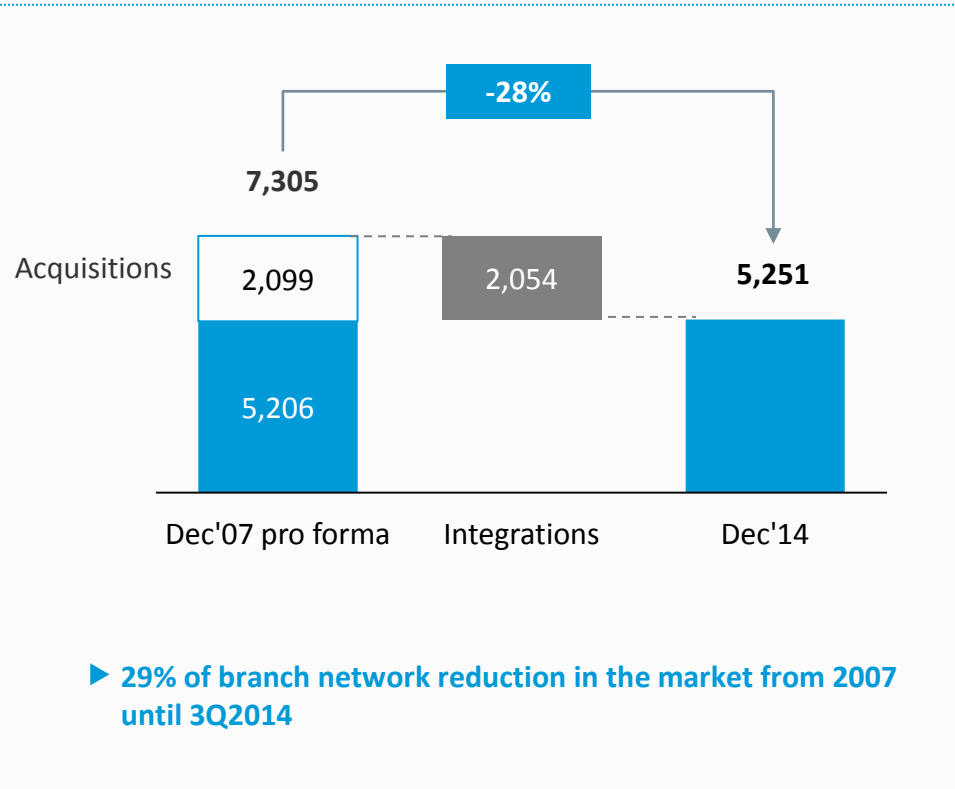 -28%
7,305
Acquisitions
2,099
2,054
5,251
5,206
Dec'07 pro forma
Integrations
Dec'14
29% of branch network reduction in the market from 2007
until 3Q2014